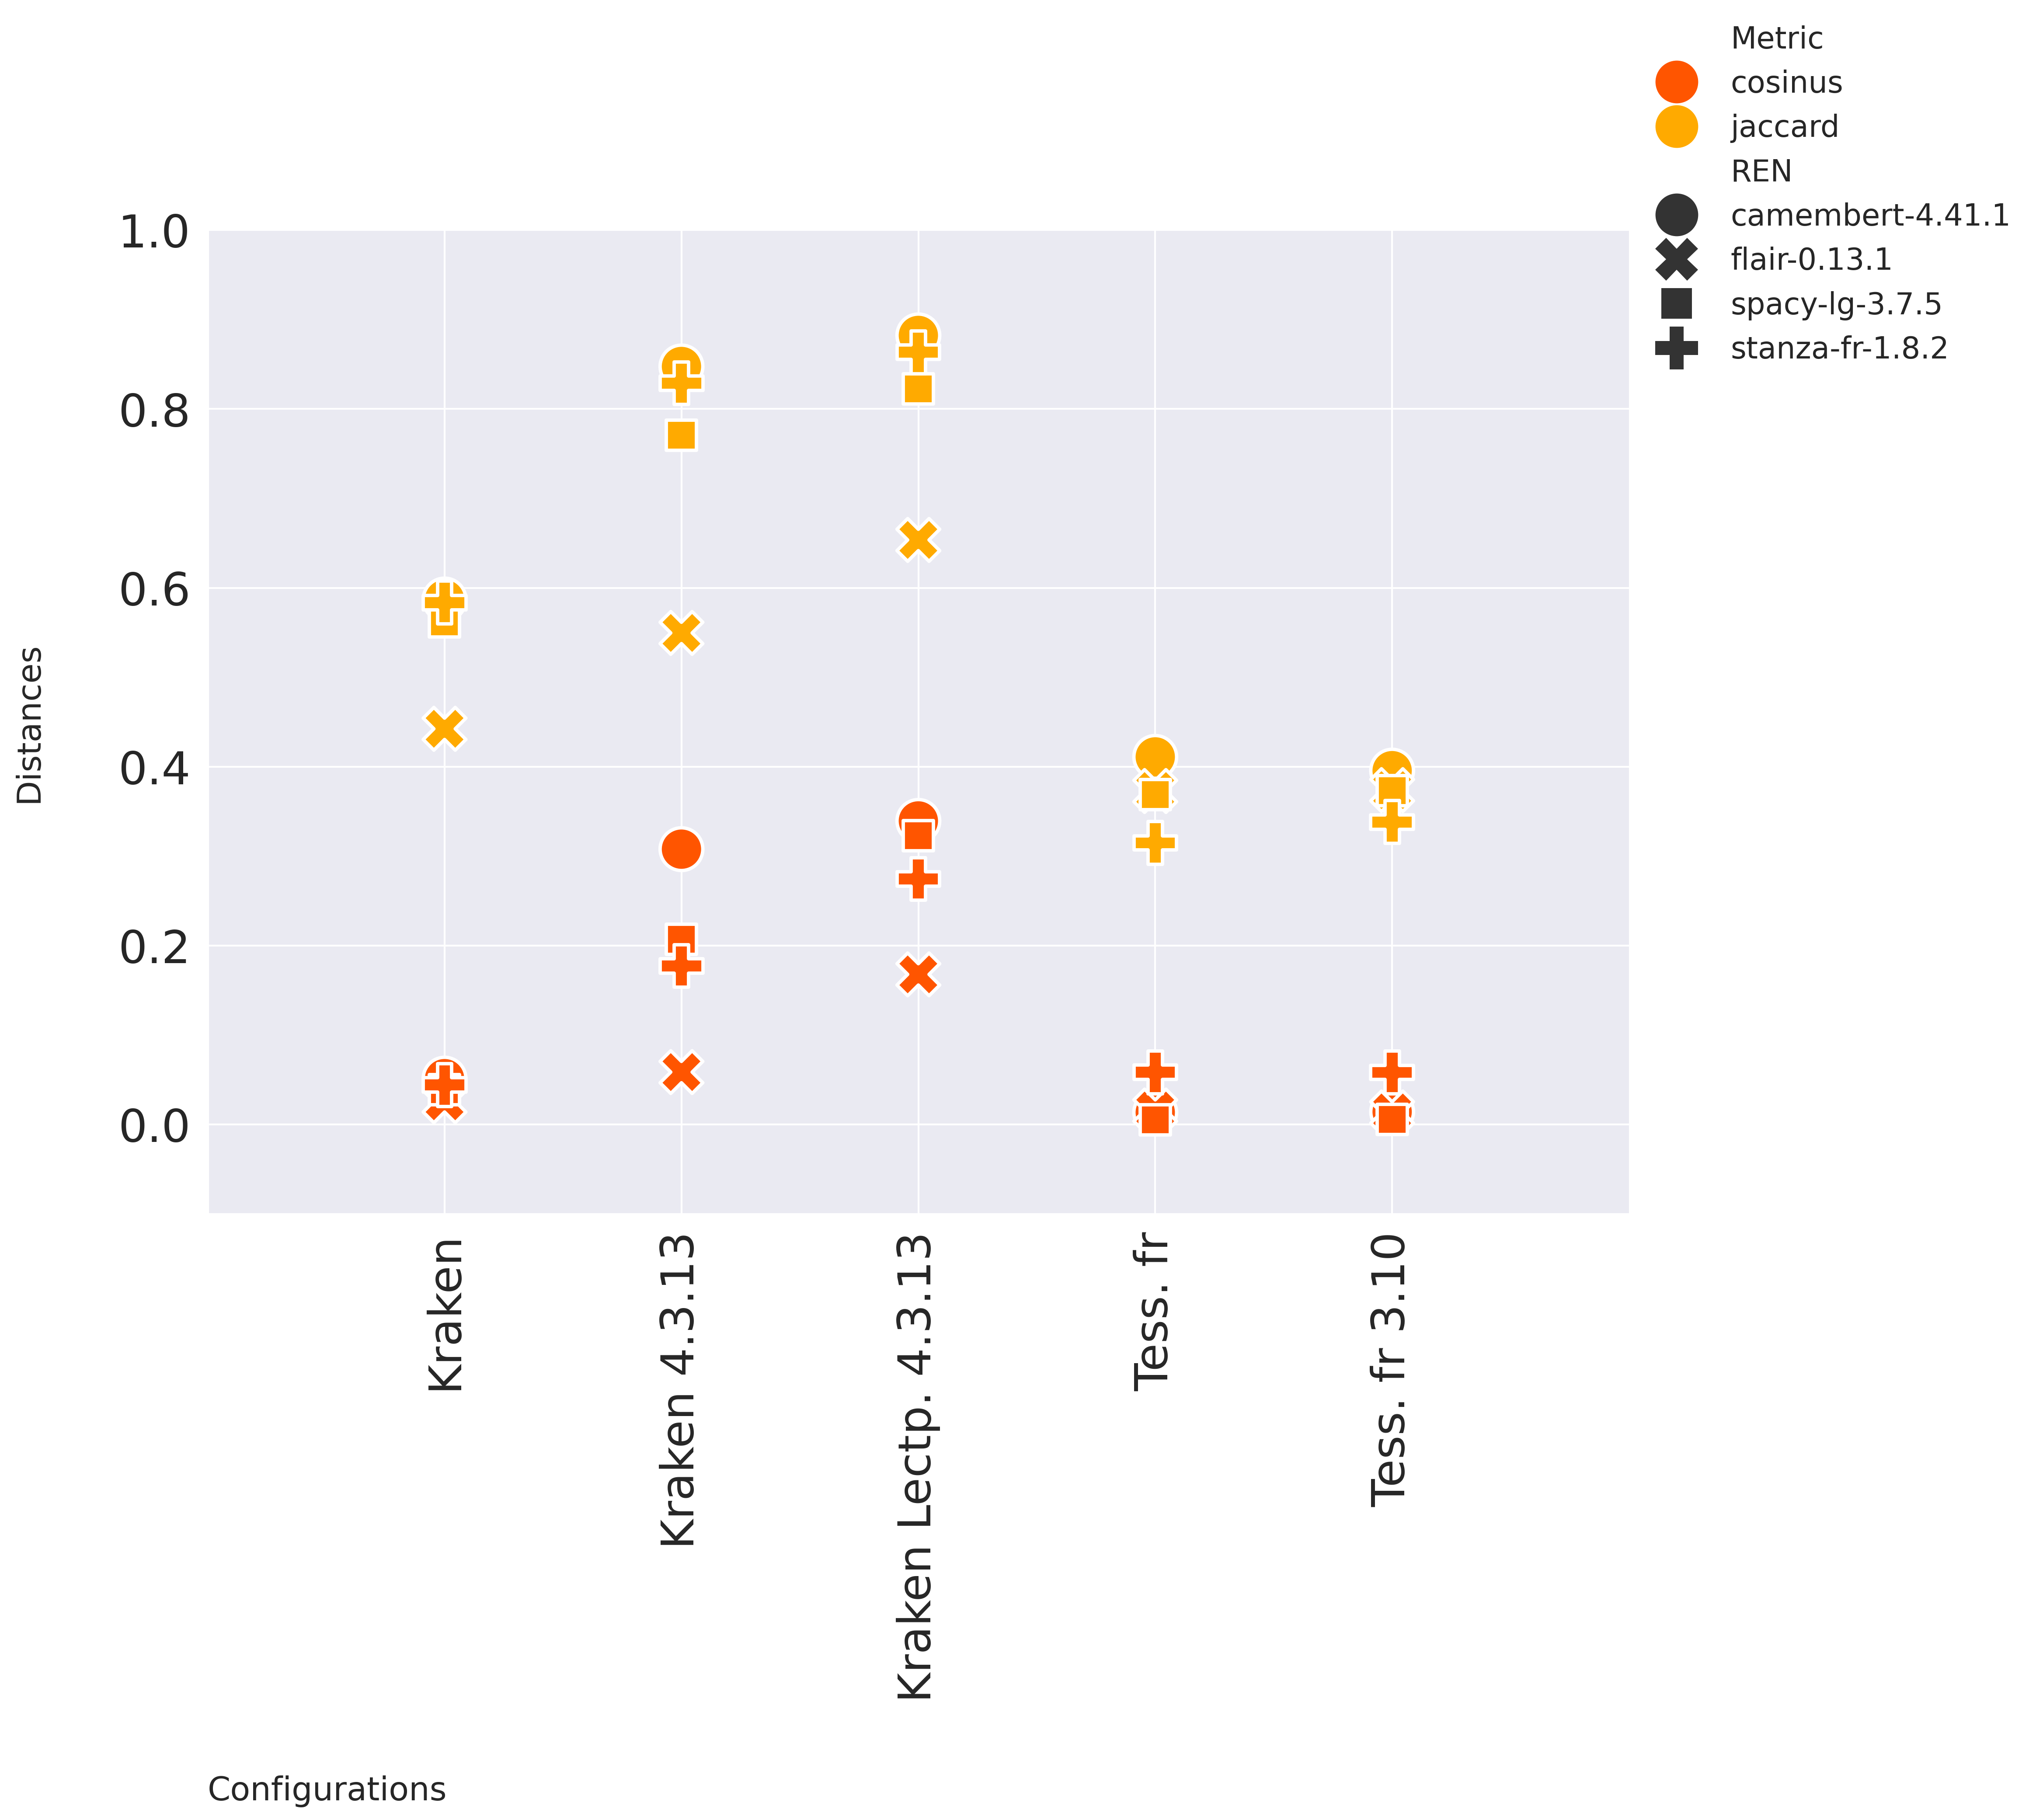 Metric
cosinus
jaccard
REN
camembert-4.41.1
flair-0.13.1
spacy-lg-3.7.5
stanza-fr-1.8.2
1.0
0.8
0.6
0.4
0.2
0.0
Distances
Kraken
Kraken 4.3.13
Kraken Lectp. 4.3.13
Tess. fr
Tess. fr 3.10
Configurations